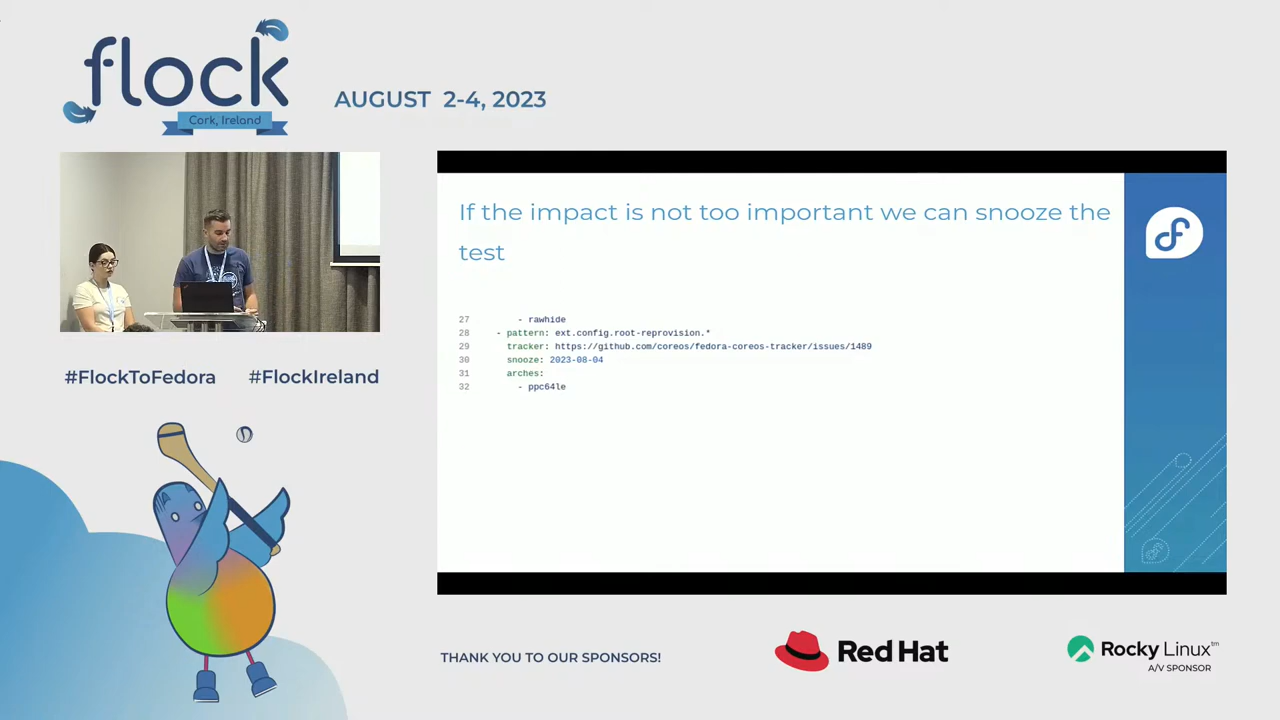 flock
Cork, Ireland
AUGUST 2-4, 2023
#FlockToFedora #FlockIreland
If the impact is not too important we can snooze the
test
27 - rawhide
28 - pattern: ext.config.root-reprovision.*
29 tracker: https://github.com/coreos/fedora-coreos-tracker/issues/1489
30 snooze: 2023-08-04
31 arches:
32 - ppc64le
THANK YOU TO OUR SPONSORS!
Red Hat
Rocky Linux™
A/V SPONSOR